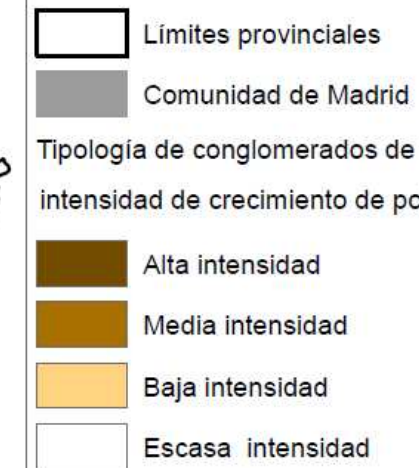 Límites provinciales
Comunidad de Madrid
Tipología de conglomerados de
intensidad de crecimiento de
Alta intensidad
Media intensidad
Baja intensidad
Escasa intensidad